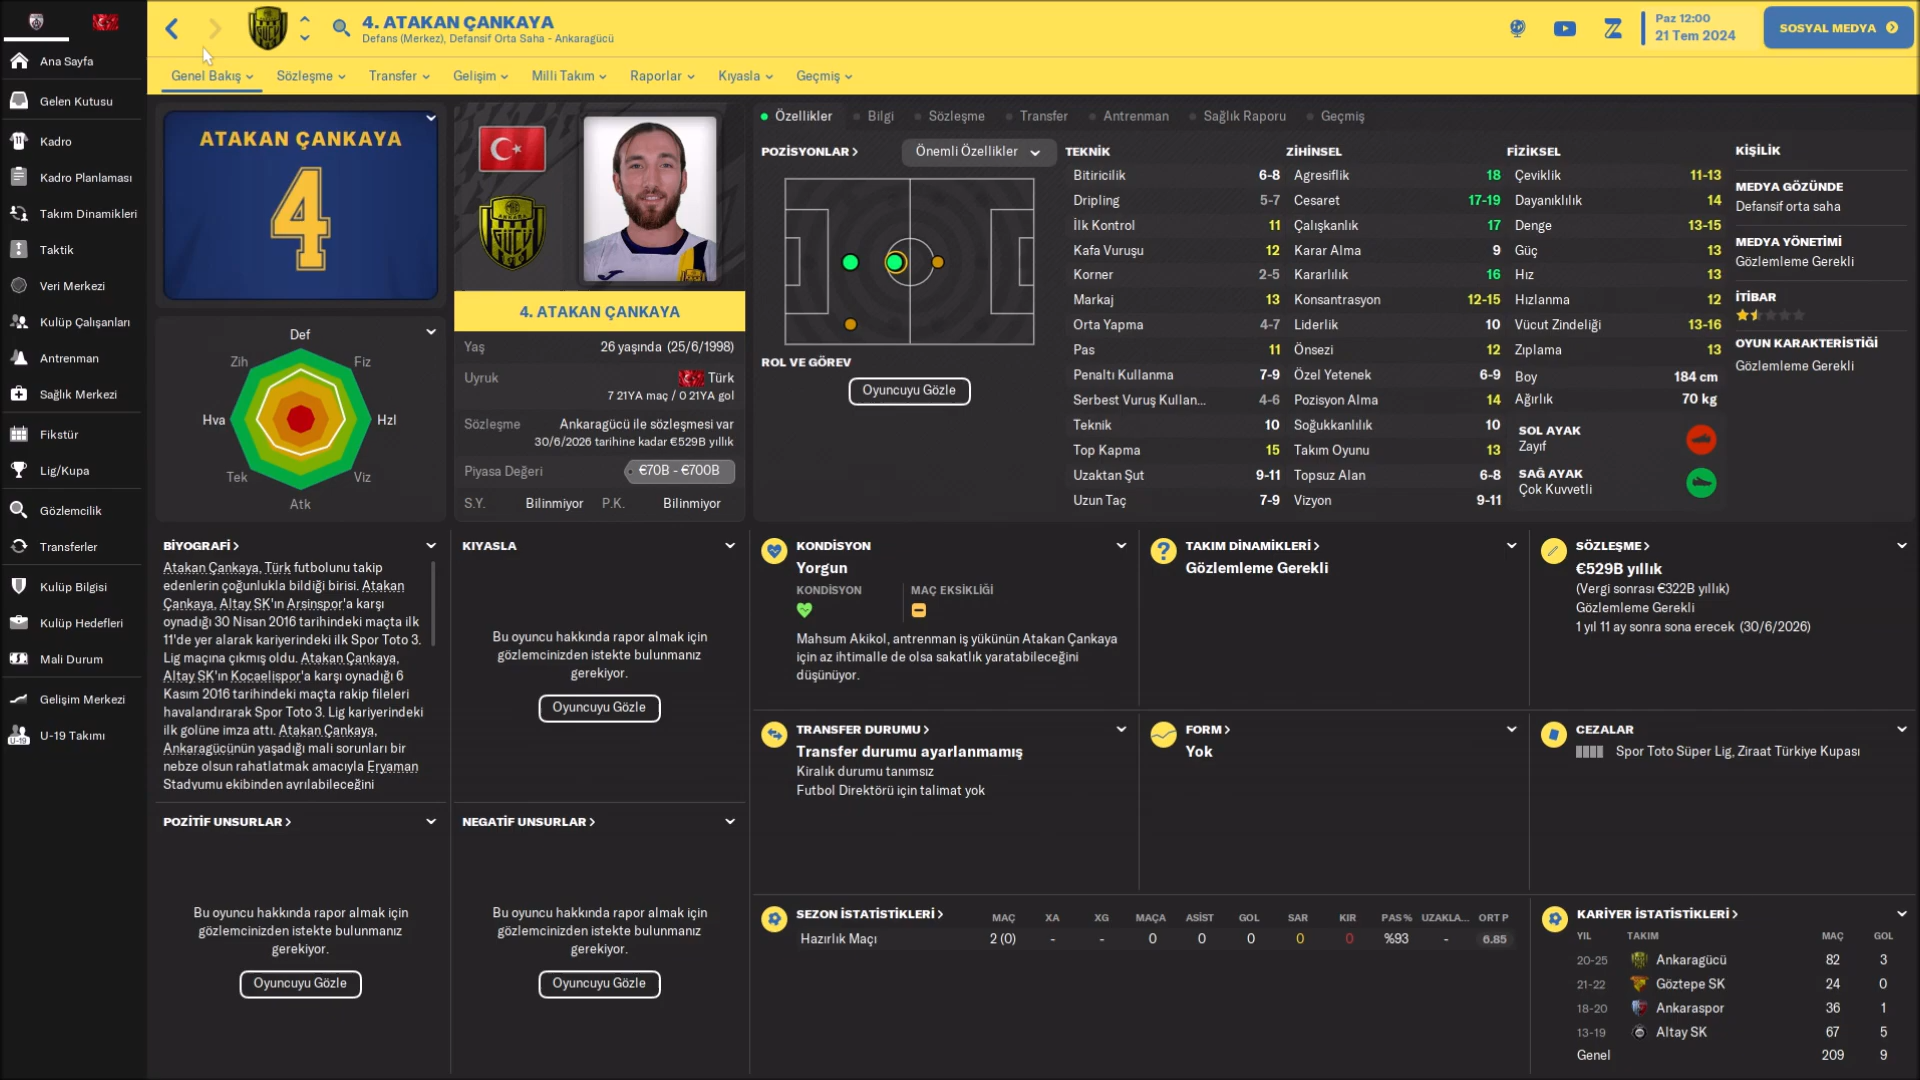 4. ATAKAN ÇANKAYA
Defans (Merkez), Defansif Orta Saha - Ankaragücü
Paz 12:00
21 Tem 2024
SOSYAL MEDYA
Genel Bakış
Sözleşme
Transfer
Gelişim
Milli Takım
Raporlar
Kıyasla
Geçmiş
Ana Sayfa
Gelen Kutusu
Kadro
Kadro Planlaması
Takım Dinamikleri
Taktik
Veri Merkezi
Kulüp Çalışanları
Antrenman
Sağlık Merkezi
Fikstür
Lig/Kupa
Gözlemcilik
Transferler
Kulüp Bilgisi
Kulüp Hedefleri
Mali Durum
Gelişim Merkezi
U-19 Takımı
ATAKAN ÇANKAYA
4
Def
Zih
Fiz
Hva
Hzl
Tek
Viz
Atk
4. ATAKAN ÇANKAYA
Yaş 26 yaşında (25/6/1998)
Uyruk Türk
7 21YA maç / 0 21YA gol
Sözleşme Ankaragücü ile sözleşmesi var
30/6/2026 tarihine kadar €529B yıllık
Piyasa Değeri €70B - €700B
S.Y. Bilinmiyor P.K. Bilinmiyor
Özellikler
Bilgi
Sözleşme
Transfer
Antrenman
Sağlık Raporu
Geçmiş
POZİSYONLAR
Önemli Özellikler
ROL VE GÖREV
Oyuncuyu Gözle
TEKNİK
Bitiricilik 6-8
Dripling 5-7
İlk Kontrol 11
Kafa Vuruşu 12
Korner 2-5
Markaj 13
Orta Yapma 4-7
Pas 11
Penaltı Kullanma 7-9
Serbest Vuruş Kullan... 4-6
Teknik 10
Top Kapma 15
Uzaktan Şut 9-11
Uzun Taç 7-9
ZİHİNSEL
Agresiflik 18
Cesaret 17-19
Çalışkanlık 17
Karar Alma 9
Kararlılık 16
Konsantrasyon 12-15
Liderlik 10
Önsezi 12
Özel Yetenek 6-9
Pozisyon Alma 14
Soğukkanlılık 10
Takım Oyunu 13
Topsuz Alan 6-8
Vizyon 9-11
FİZİKSEL
Çeviklik 11-13
Dayanıklılık 14
Denge 13-15
Güç 13
Hız 13
Hızlanma 12
Vücut Zindeliği 13-16
Zıplama 13
Boy 184 cm
Ağırlık 70 kg
SOL AYAK
Zayıf
SAĞ AYAK
Çok Kuvvetli
KİŞİLİK
MEDYA GÖZÜNDE
Defansif orta saha
MEDYA YÖNETİMİ
Gözlemleme Gerekli
İTİBAR
OYUN KARAKTERİSTİĞİ
Gözlemleme Gerekli
BİYOGRAFİ
Atakan Çankaya, Türk futbolunu takip
edenlerin çoğunlukla bildiği birisi. Atakan
Çankaya, Altay SK'ın Arsinspor'a karşı
oynadığı 30 Nisan 2016 tarihindeki maçta ilk
11'de yer alarak kariyerindeki ilk Spor Toto 3.
Lig maçına çıkmış oldu. Atakan Çankaya,
Altay SK'ın Kocaelispor'a karşı oynadığı 6
Kasım 2016 tarihindeki maçta rakip fileleri
havalandırarak Spor Toto 3. Lig kariyerindeki
ilk golüne imza attı. Atakan Çankaya,
Ankaragücünün yaşadığı mali sorunları bir
nebze olsun rahatlatmak amacıyla Eryaman
Stadyumu ekibinden ayrılabileceğini
KIYASLA
Bu oyuncu hakkında rapor almak için
gözlemcinizden istekte bulunmanız
gerekiyor.
Oyuncuyu Gözle
KONDİSYON
Yorgun
KONDİSYON
MAÇ EKSİKLİĞİ
Mahsum Akikol, antrenman iş yükünün Atakan Çankaya
için az ihtimalle de olsa sakatlık yaratabileceğini
düşünüyor.
TAKIM DİNAMİKLERİ
Gözlemleme Gerekli
SÖZLEŞME
€529B yıllık
(Vergi sonrası €322B yıllık)
Gözlemleme Gerekli
1 yıl 11 ay sonra sona erecek (30/6/2026)
TRANSFER DURUMU
Transfer durumu ayarlanmamış
Kiralık durumu tanımsız
Futbol Direktörü için talimat yok
FORM
Yok
CEZALAR
Spor Toto Süper Lig, Ziraat Türkiye Kupası
POZİTİF UNSURLAR
Bu oyuncu hakkında rapor almak için
gözlemcinizden istekte bulunmanız
gerekiyor.
Oyuncuyu Gözle
NEGATİF UNSURLAR
Bu oyuncu hakkında rapor almak için
gözlemcinizden istekte bulunmanız
gerekiyor.
Oyuncuyu Gözle
SEZON İSTATİSTİKLERİ MAÇ XA XG MAÇA ASİST GOL SAR KIR PAS % UZAKLA... ORT P
Hazırlık Maçı 2 (0) - - 0 0 0 0 0 %93 - 6.85
KARİYER İSTATİSTİKLERİ
YIL TAKIM MAÇ GOL
20-25 Ankaragücü 82 3
21-22 Göztepe SK 24 0
18-20 Ankaraspor 36 1
13-19 Altay SK 67 5
Genel 209 9